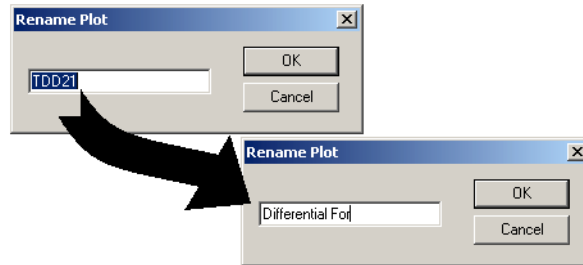 Rename Plot
OK
TDD21
Cancel
Rename Plot
OK
Differential For
Cancel